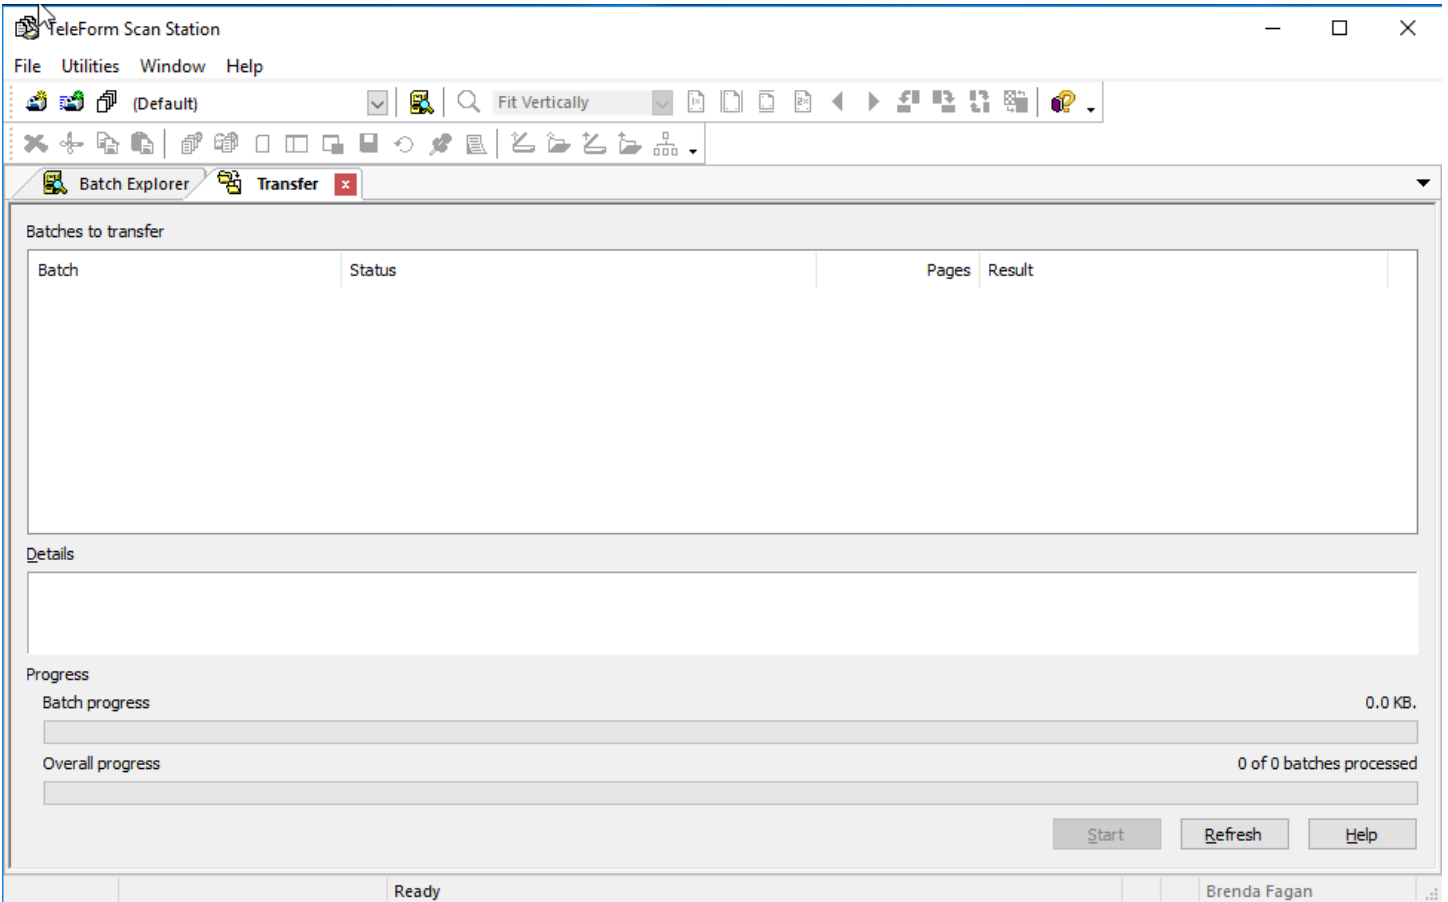 TeleForm Scan Station
File Utilities Window Help
(Default) Fit Vertically
Batch Explorer Transfer x
Batches to transfer
Batch Status Pages Result
Details
Progress
Batch progress 0.0 KB.
Overall progress 0 of 0 batches processed
Start Refresh Help
Ready Brenda Fagan